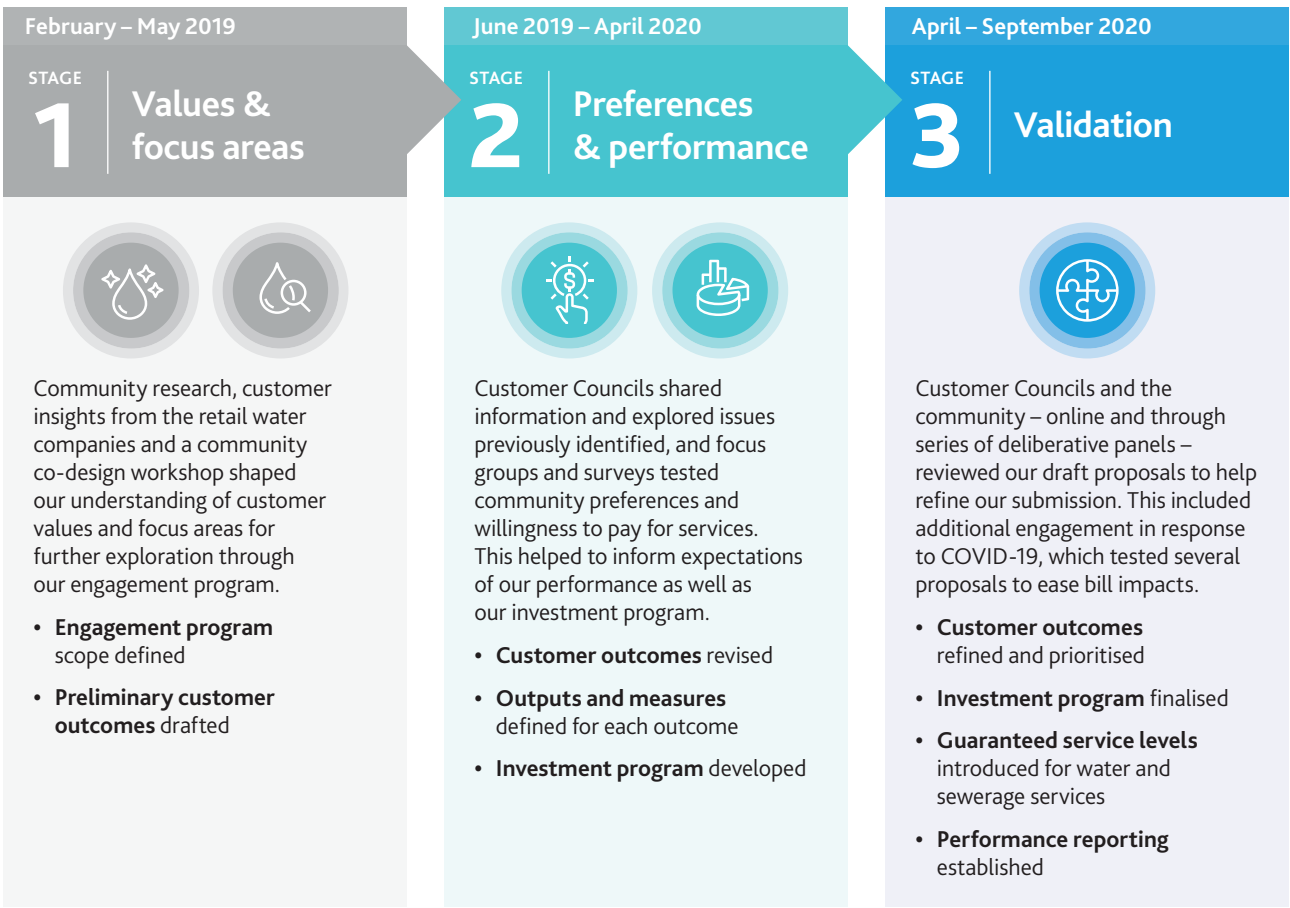 February – May 2019
STAGE
1
Values &
focus areas
Community research, customer
insights from the retail water
companies and a community
co-design workshop shaped
our understanding of customer
values and focus areas for
further exploration through
our engagement program.
• Engagement program
scope defined
• Preliminary customer
outcomes drafted
June 2019 – April 2020
STAGE
2
Preferences
& performance
$
Customer Councils shared
information and explored issues
previously identified, and focus
groups and surveys tested
community preferences and
willingness to pay for services.
This helped to inform expectations
of our performance as well as
our investment program.
• Customer outcomes revised
• Outputs and measures
defined for each outcome
• Investment program developed
April – September 2020
STAGE
3
Validation
Customer Councils and the
community – online and through
series of deliberative panels –
reviewed our draft proposals to help
refine our submission. This included
additional engagement in response
to COVID-19, which tested several
proposals to ease bill impacts.
• Customer outcomes
refined and prioritised
• Investment program finalised
• Guaranteed service levels
introduced for water and
sewerage services
• Performance reporting
established